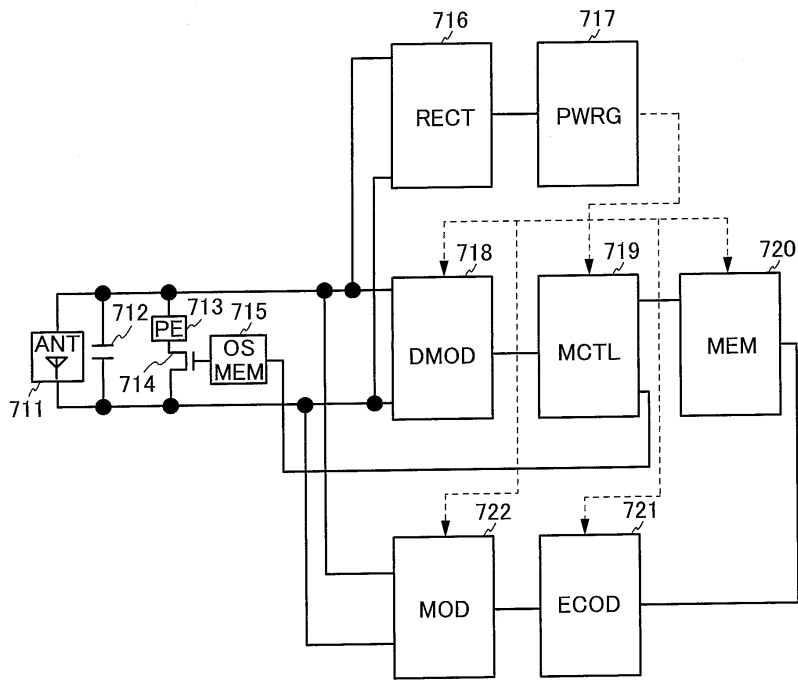 716
717
RECT
PWRG
718
719
720
712
713
715
ANT
PE
OS
MEM
DMOD
MCTL
MEM
714
711
722
721
MOD
ECOD